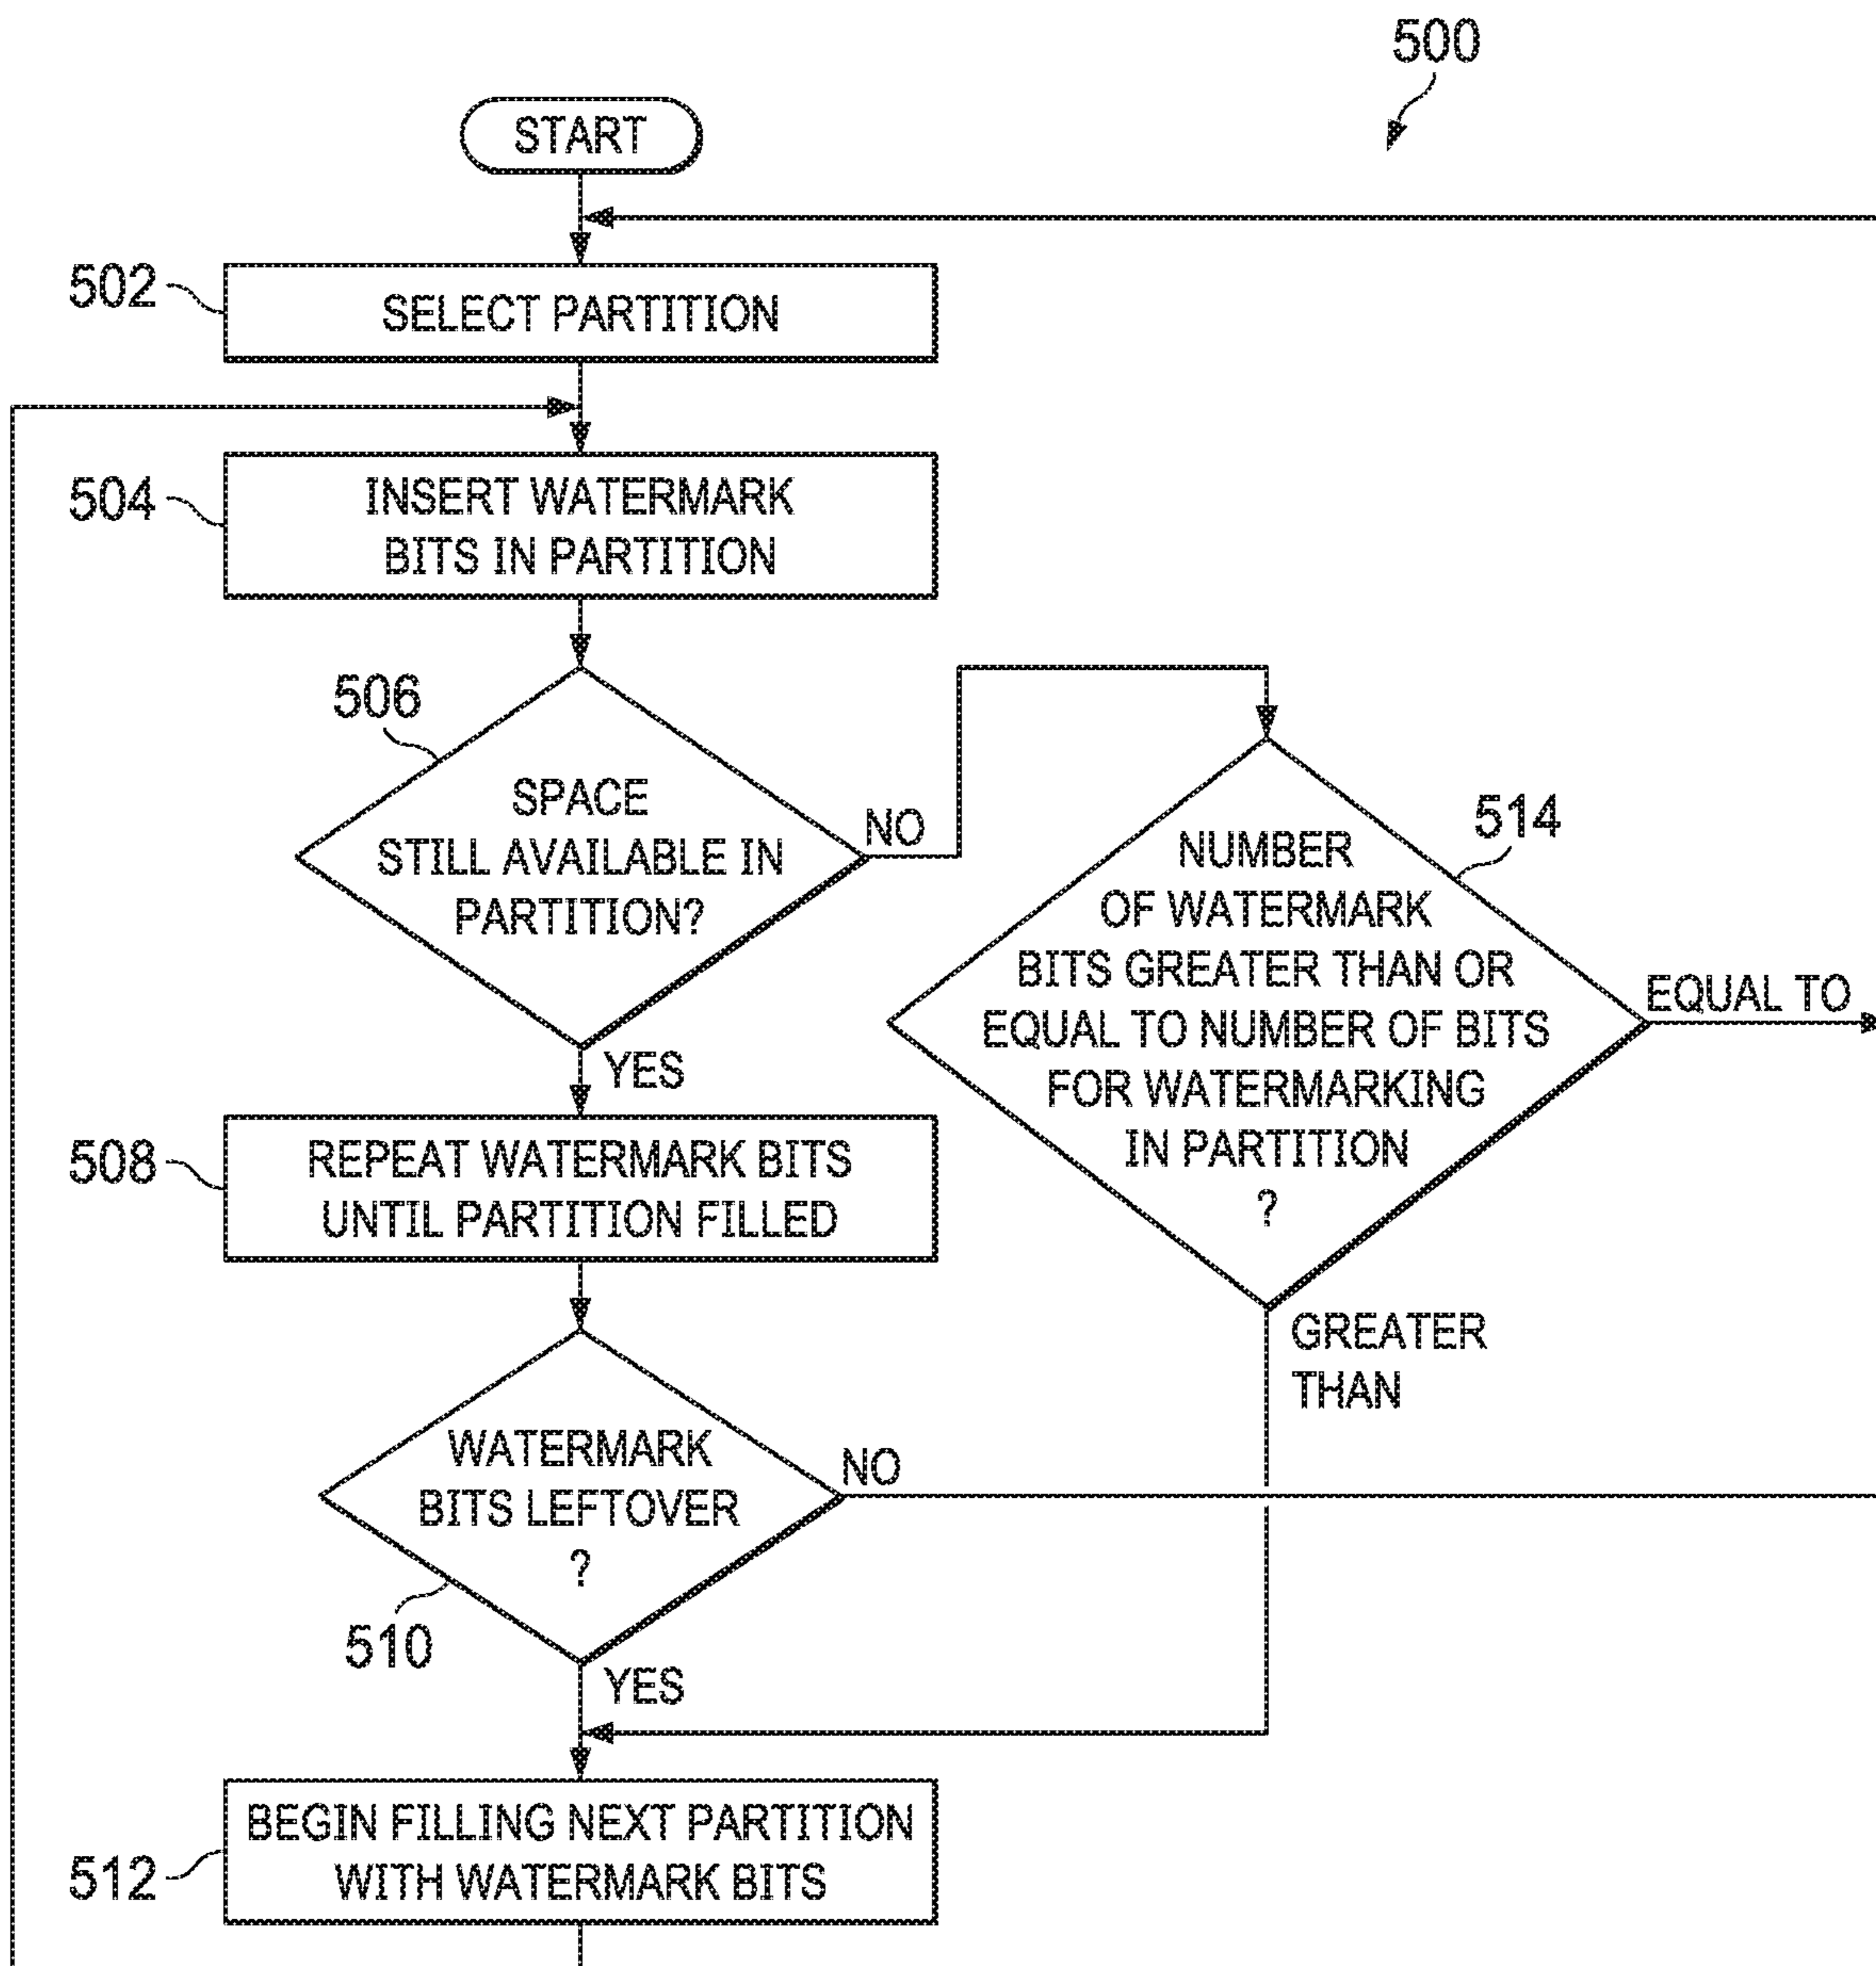 500
START
502
SELECT PARTITION
504
INSERT WATERMARK
BITS IN PARTITION
506
SPACE
STILL AVAILABLE IN
PARTITION?
NO
YES
514
NUMBER
OF WATERMARK
BITS GREATER THAN OR
EQUAL TO NUMBER OF BITS
FOR WATERMARKING
IN PARTITION
?
EQUAL TO
GREATER
THAN
508
REPEAT WATERMARK BITS
UNTIL PARTITION FILLED
WATERMARK
BITS LEFTOVER
?
NO
510
YES
BEGIN FILLING NEXT PARTITION
WITH WATERMARK BITS
512